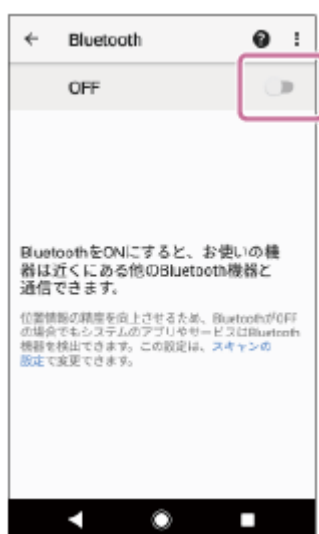 Bluetooth
OFF
BluetoothをONにすると、お使いの機
器は近くにある他のBluetooth機器と
通信できます。
位置情報の精度を向上させるため、BluetoothがOFF
の場合でもシステムのアプリやサービスはBluetooth
機器を検出できます。この設定は、スキャンの
設定で変更できます。